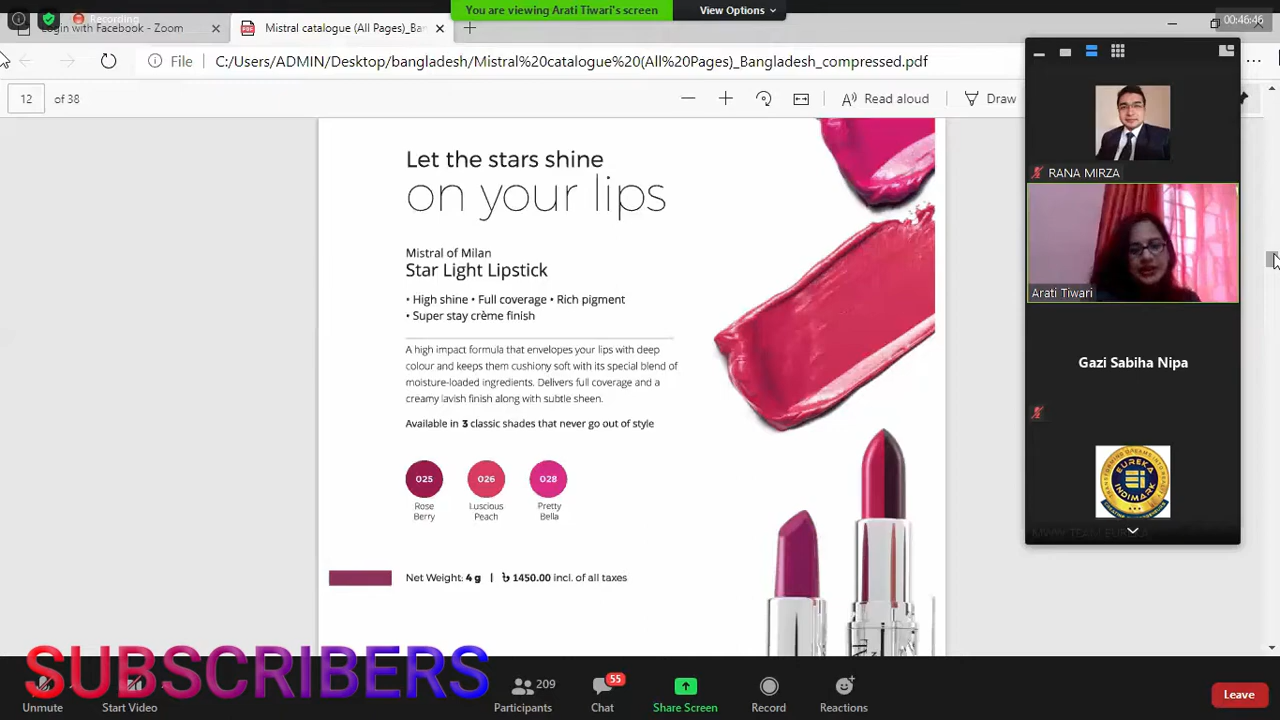 Recording
Login with Facebook - Zoom
Mistral catalogue (All Pages)_Ban
You are viewing Arati Tiwari's screen
View Options
00:46:46
File
C:/Users/ADMIN/Desktop/bangladesh/Mistral%20catalogue%20(All%20Pages)_Bangladesh_compressed.pdf
12 of 38
Read aloud
Draw
Let the stars shine
on your lips
Mistral of Milan
Star Light Lipstick
• High shine • Full coverage • Rich pigment
• Super stay crème finish
A high impact formula that envelopes your lips with deep
colour and keeps them cushiony soft with its special blend of
moisture-loaded ingredients. Delivers full coverage and a
creamy lavish finish along with subtle sheen.
Available in 3 classic shades that never go out of style
025 026 028
Rose Berry
Luscious Peach
Pretty Bella
Net Weight: 4 g | ৳ 1450.00 incl. of all taxes
RANA MIRZA
Arati Tiwari
Gazi Sabiha Nipa
EUREKA
INDIMARK
SUBSCRIBERS
Unmute
Start Video
209
Participants
55
Chat
Share Screen
Record
Reactions
Leave